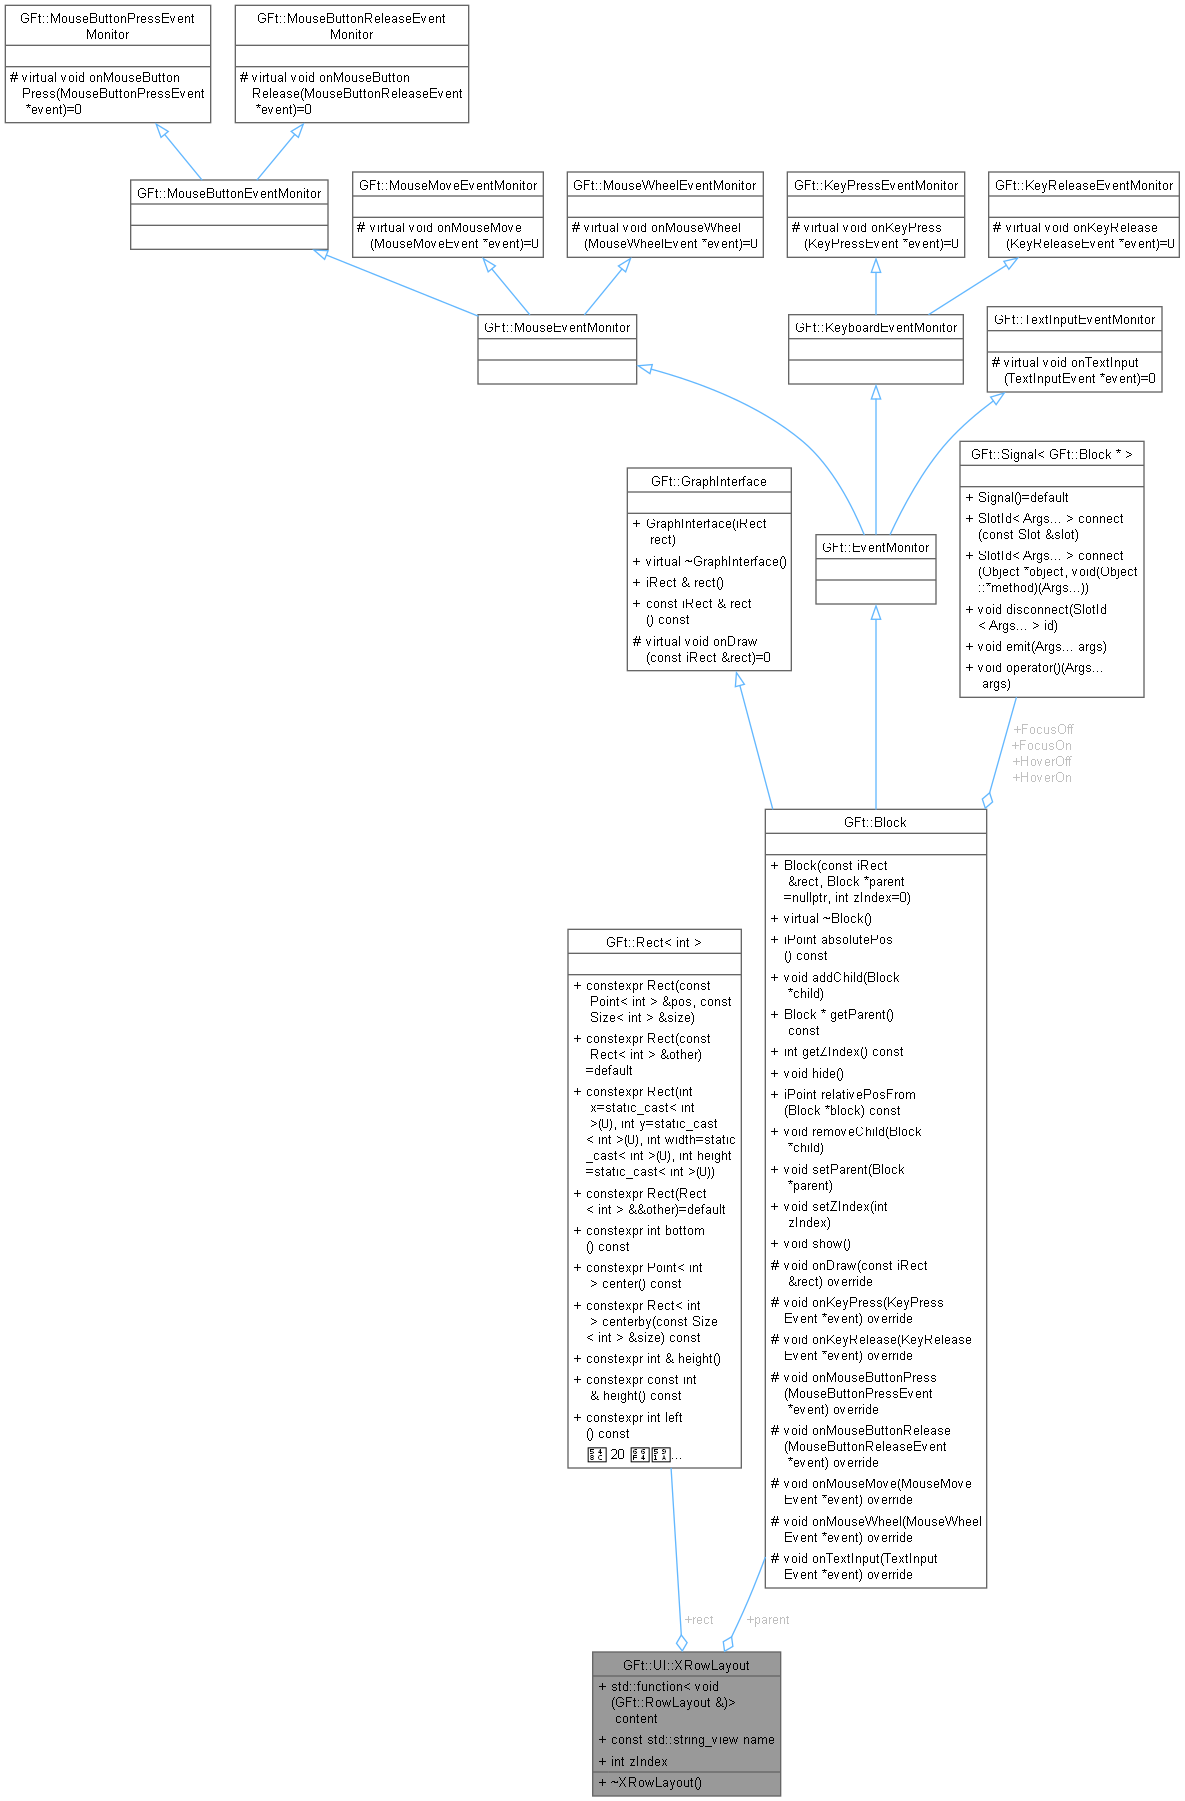 GFt::MouseButtonPressEvent
Monitor
# virtual void onMouseButton
Press(MouseButtonPressEvent
*event)=0
GFt::MouseButtonReleaseEvent
Monitor
# virtual void onMouseButton
Release(MouseButtonReleaseEvent
*event)=0
GFt::MouseButtonEventMonitor
GFt::MouseMoveEventMonitor
# virtual void onMouseMove
(MouseMoveEvent *event)=0
GFt::MouseWheelEventMonitor
# virtual void onMouseWheel
(MouseWheelEvent *event)=0
GFt::KeyPressEventMonitor
# virtual void onKeyPress
(KeyPressEvent *event)=0
GFt::KeyReleaseEventMonitor
# virtual void onKeyRelease
(KeyReleaseEvent *event)=0
GFt::MouseEventMonitor
GFt::KeyboardEventMonitor
GFt::TextInputEventMonitor
# virtual void onTextInput
(TextInputEvent *event)=0
GFt::GraphInterface
+ GraphInterface(iRect
rect)
+ virtual ~GraphInterface()
+ iRect & rect()
+ const iRect & rect
() const
# virtual void onDraw
(const iRect &rect)=0
GFt::EventMonitor
GFt::Signal< GFt::Block * >
+ Signal()=default
+ SlotId< Args... > connect
(const Slot &slot)
+ SlotId< Args... > connect
(Object *object, void(Object
::*method)(Args...))
+ void disconnect(SlotId
< Args... > id)
+ void emit(Args... args)
+ void operator()(Args...
args)
+FocusOff
+FocusOn
+HoverOff
+HoverOn
GFt::Block
+ Block(const iRect
&rect, Block *parent
=nullptr, int zIndex=0)
+ virtual ~Block()
+ iPoint absolutePos
() const
+ void addChild(Block
*child)
+ Block * getParent()
const
+ int getZIndex() const
+ void hide()
+ iPoint relativePosFrom
(Block *block) const
+ void removeChild(Block
*child)
+ void setParent(Block
*parent)
+ void setZIndex(int
zIndex)
+ void show()
# void onDraw(const iRect
&rect) override
# void onKeyPress(KeyPress
Event *event) override
# void onKeyRelease(KeyRelease
Event *event) override
# void onMouseButtonPress
(MouseButtonPressEvent
*event) override
# void onMouseButtonRelease
(MouseButtonReleaseEvent
*event) override
# void onMouseMove(MouseMove
Event *event) override
# void onMouseWheel(MouseWheel
Event *event) override
# void onTextInput(TextInput
Event *event) override
GFt::Rect< int >
+ constexpr Rect(const
Point< int > &pos, const
Size< int > &size)
+ constexpr Rect(const
Rect< int > &other)
=default
+ constexpr Rect(int
x=static_cast< int
>(0), int y=static_cast
< int >(0), int width=static
_cast< int >(0), int height
=static_cast< int >(0))
+ constexpr Rect(Rect
< int > &&other)=default
+ constexpr int bottom
() const
+ constexpr Point< int
> center() const
+ constexpr Rect< int
> centerby(const Size
< int > &size) const
+ constexpr int & height()
+ constexpr const int
& height() const
+ constexpr int left
() const
20 ...
+rect
+parent
GFt::UI::XRowLayout
+ std::function< void
(GFt::RowLayout &)>
content
+ const std::string_view name
+ int zIndex
+ ~XRowLayout()